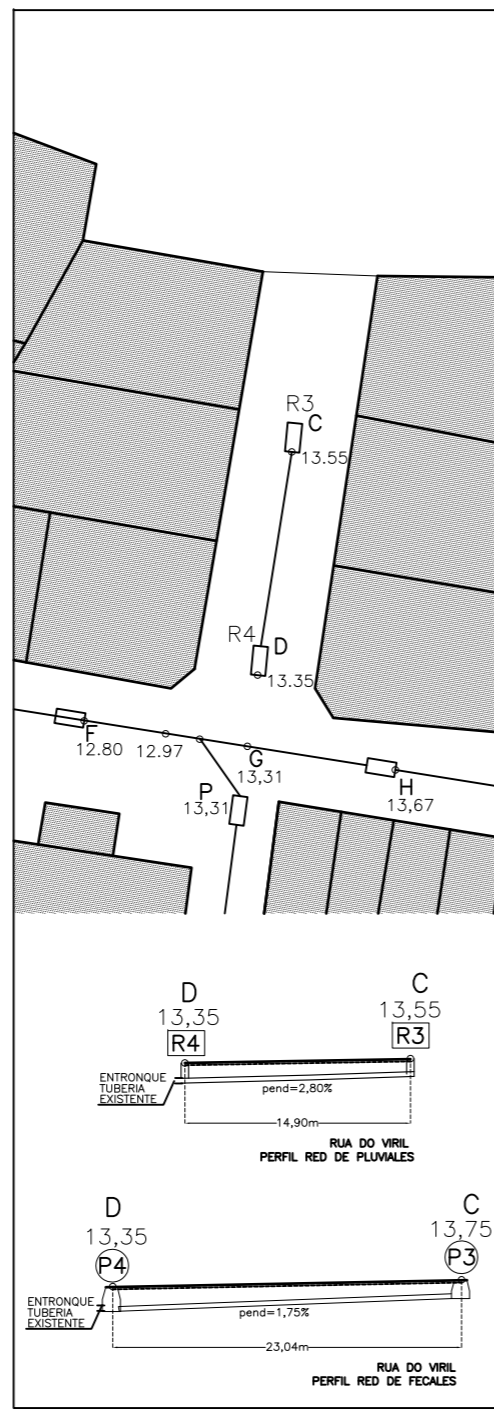 R3
C
13.55
R4
D
13.35
F
12.80
12.97
G
13,31
P
13,31
H
13,67
D
13,35
R4
C
13,55
R3
ENTRONQUE
TUBERIA
EXISTENTE
pend=2,80%
14,90m
RUA DO VIRIL
PERFIL RED DE PLUVIALES
D
13,35
P4
C
13,75
P3
ENTRONQUE
TUBERIA
EXISTENTE
pend=1,75%
23,04m
RUA DO VIRIL
PERFIL RED DE FECALES